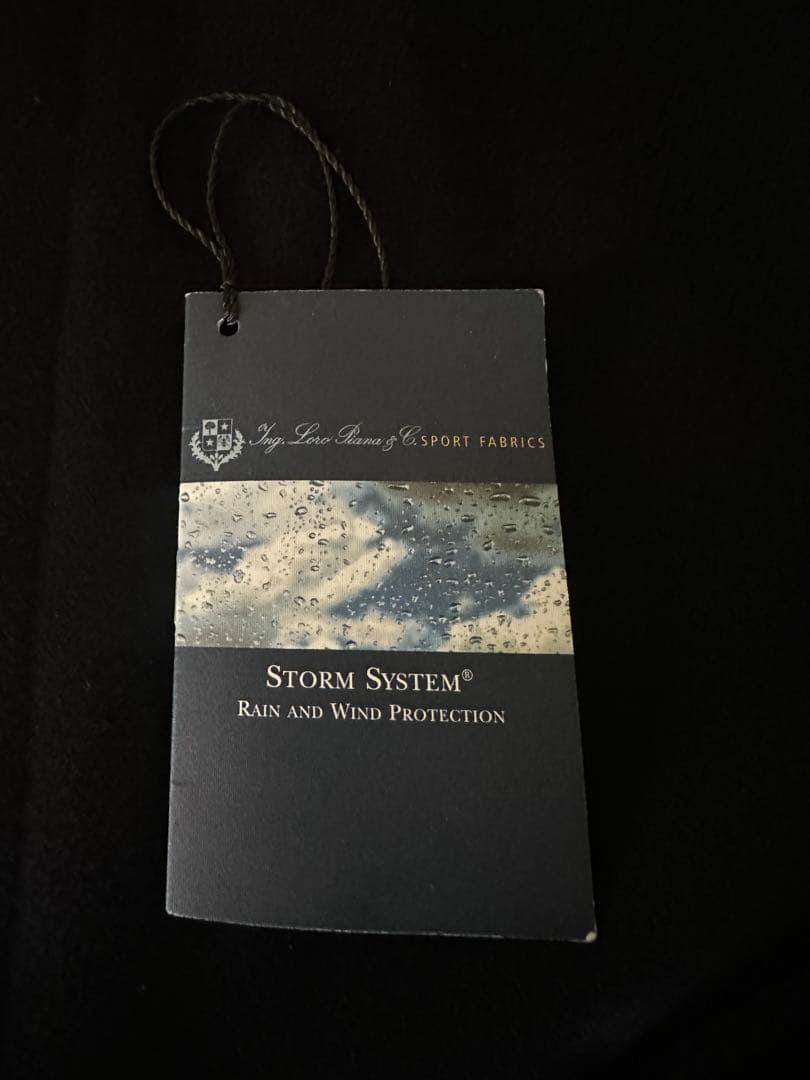 Ing. Loro Piana & C. SPORT FABRICS
STORM SYSTEM®
RAIN AND WIND PROTECTION